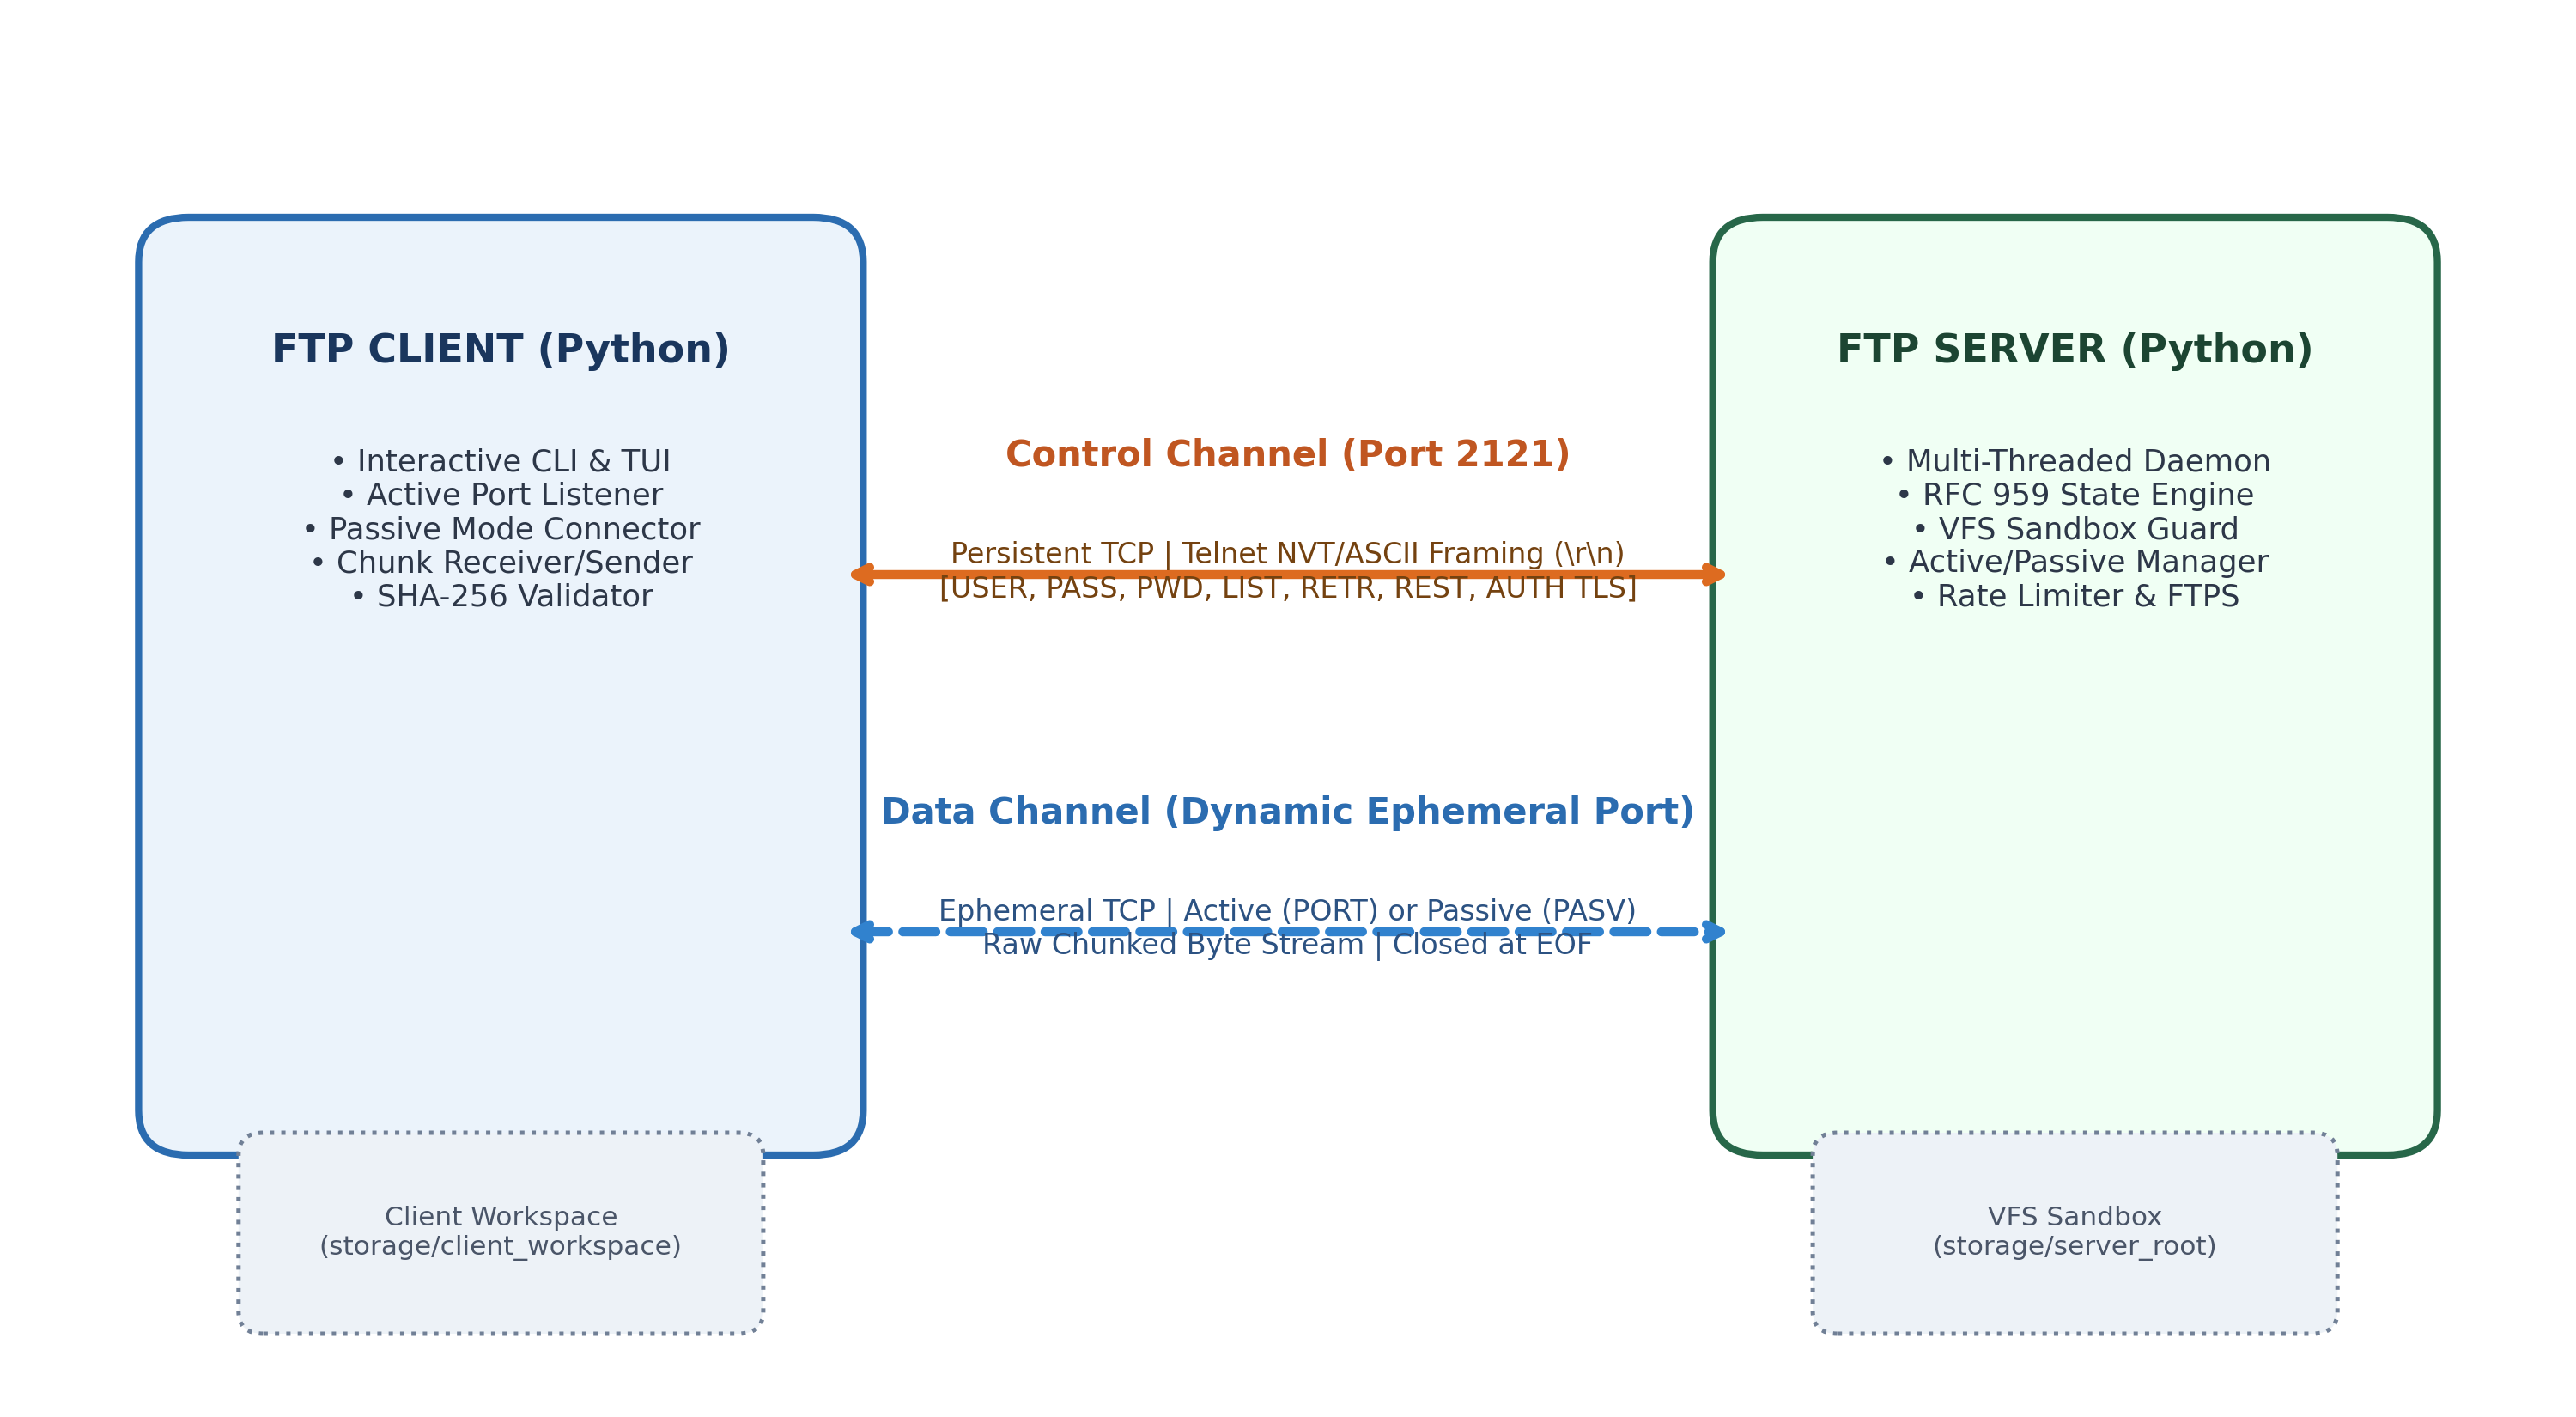 FTP CLIENT (Python)
• Interactive CLI & TUI
• Active Port Listener
• Passive Mode Connector
• Chunk Receiver/Sender
• SHA-256 Validator
Client Workspace
(storage/client_workspace)
Control Channel (Port 2121)
Persistent TCP | Telnet NVT/ASCII Framing (\r\n)
[USER, PASS, PWD, LIST, RETR, REST, AUTH TLS]
Data Channel (Dynamic Ephemeral Port)
Ephemeral TCP | Active (PORT) or Passive (PASV)
Raw Chunked Byte Stream | Closed at EOF
FTP SERVER (Python)
• Multi-Threaded Daemon
• RFC 959 State Engine
• VFS Sandbox Guard
• Active/Passive Manager
• Rate Limiter & FTPS
VFS Sandbox
(storage/server_root)